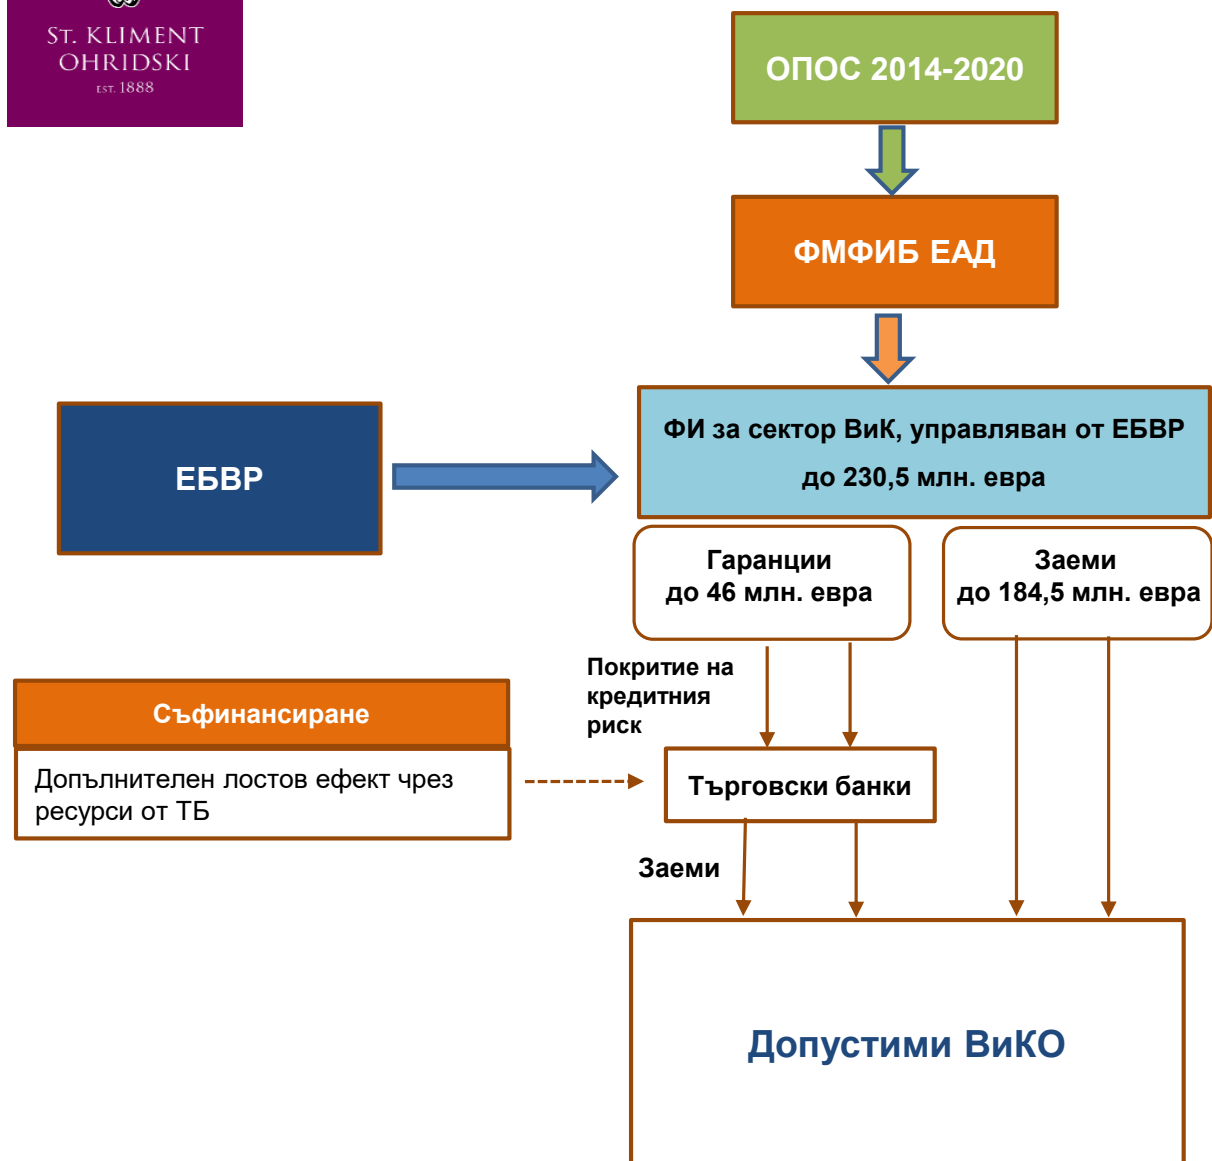 ST. KLIMENT
OHRIDSKI
EST. 1888
ОПОС 2014-2020
ФМФИБ ЕАД
ЕБВР
ФИ за сектор ВиК, управляван от ЕБВР
до 230,5 млн. евра
Гаранции
до 46 млн. евра
Заеми
до 184,5 млн. евра
Покритие на
кредитния
риск
Съфинансиране
Допълнителен лостов ефект чрез
ресурси от ТБ
Търговски банки
Заеми
Допустими ВиКО